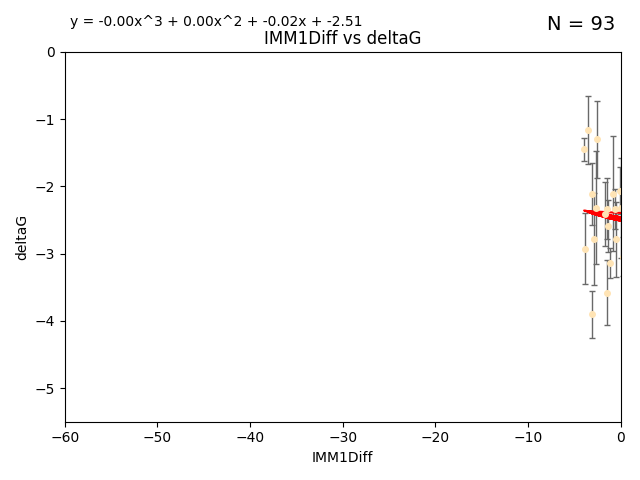 y = -0.00x^3 + 0.00x^2 + -0.02x + -2.51
N = 93
IMM1Diff vs deltaG
0
−1
−2
−3
−4
−5
deltaG
−60
−50
−40
−30
−20
−10
0
IMM1Diff